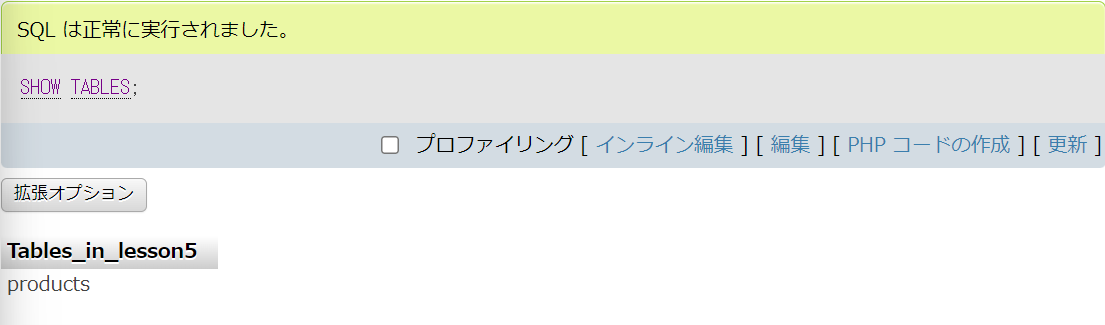 SQL は正常に実行されました。
SHOW TABLES;
プロファイリング [ インライン編集 ] [ 編集 ] [ PHP コードの作成 ] [ 更新 ]
拡張オプション
Tables_in_lesson5
products